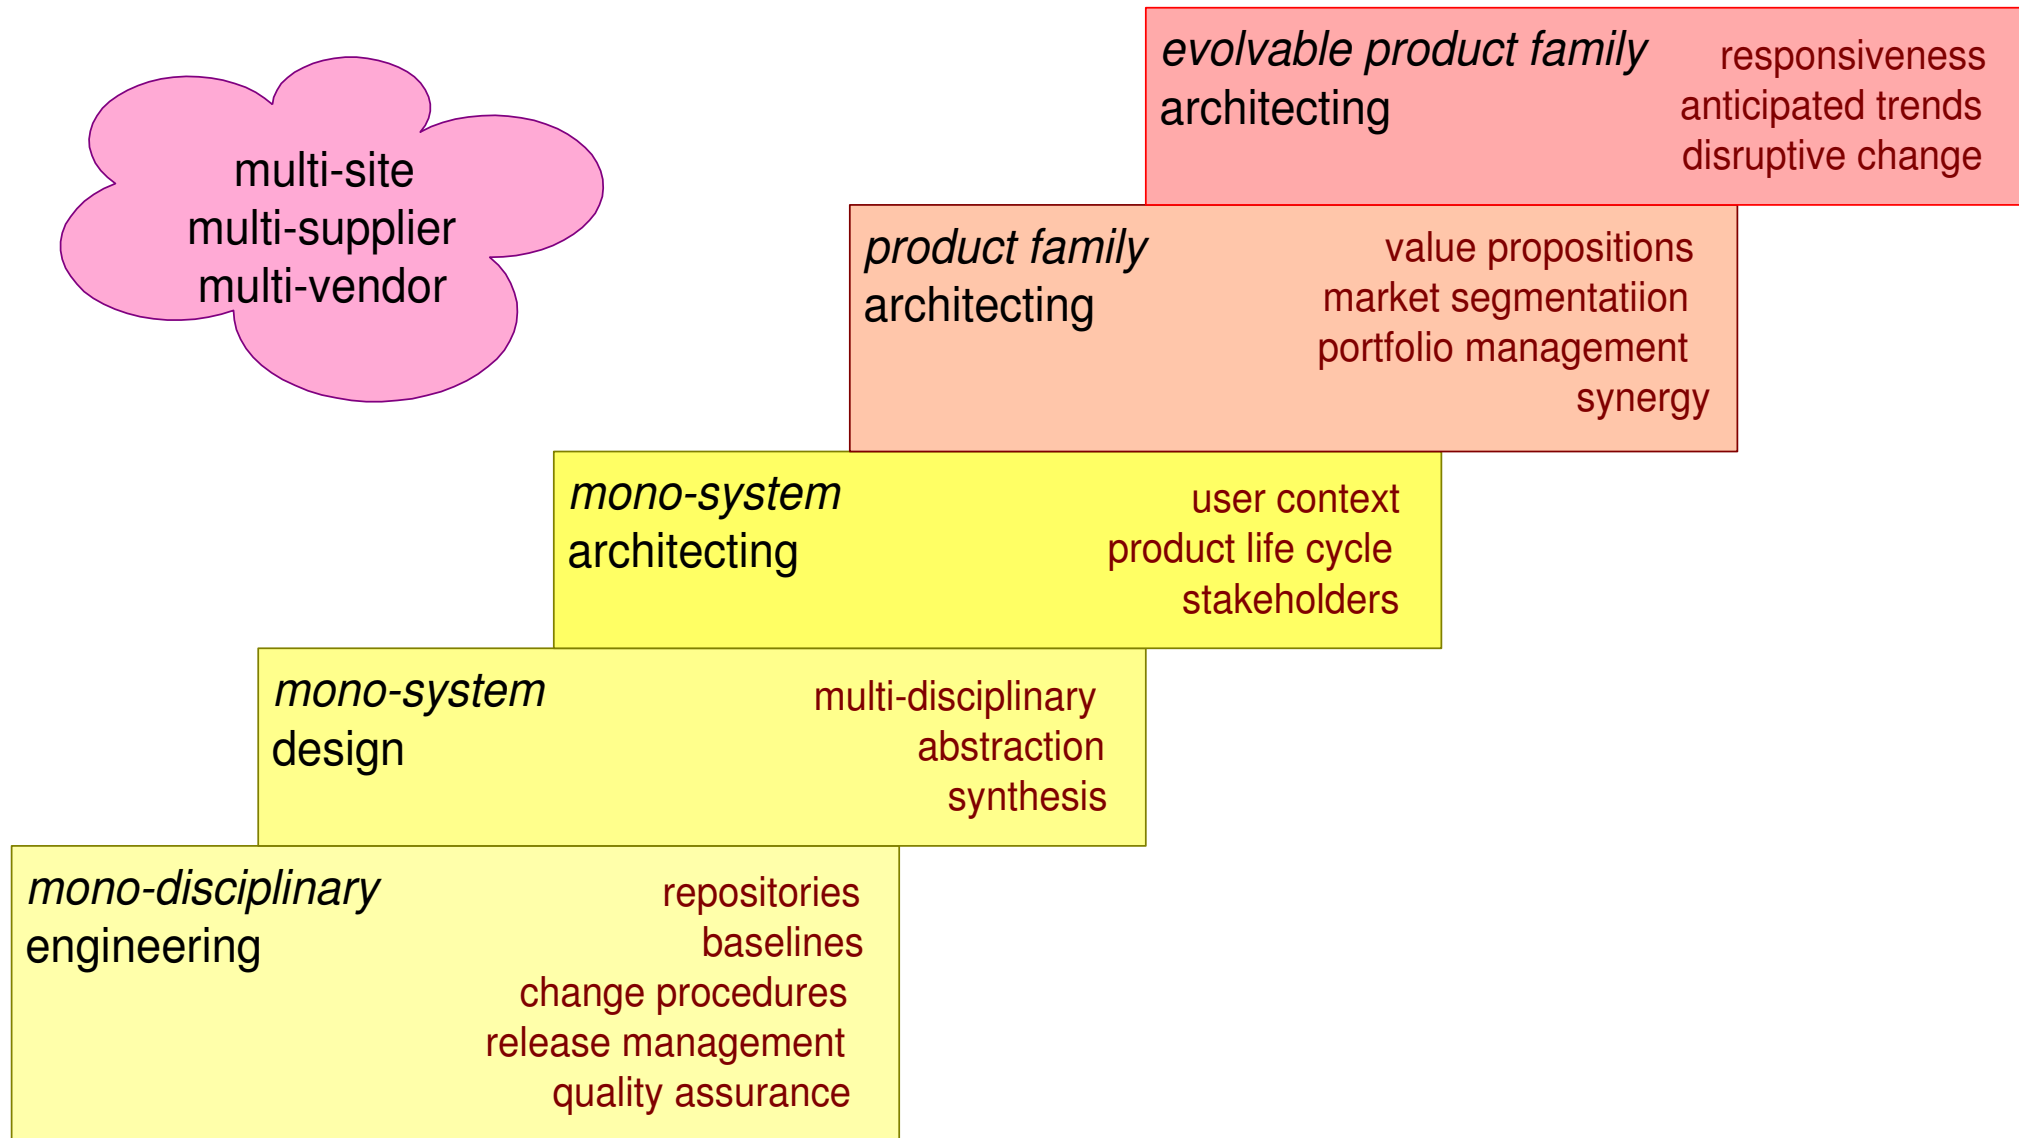 multi-site
multi-supplier
multi-vendor
evolvable product family
architecting
responsiveness
anticipated trends
disruptive change
product family
architecting
value propositions
market segmentatiion
portfolio management
synergy
mono-system
architecting
user context
product life cycle
stakeholders
mono-system
design
multi-disciplinary
abstraction
synthesis
mono-disciplinary
engineering
repositories
baselines
change procedures
release management
quality assurance